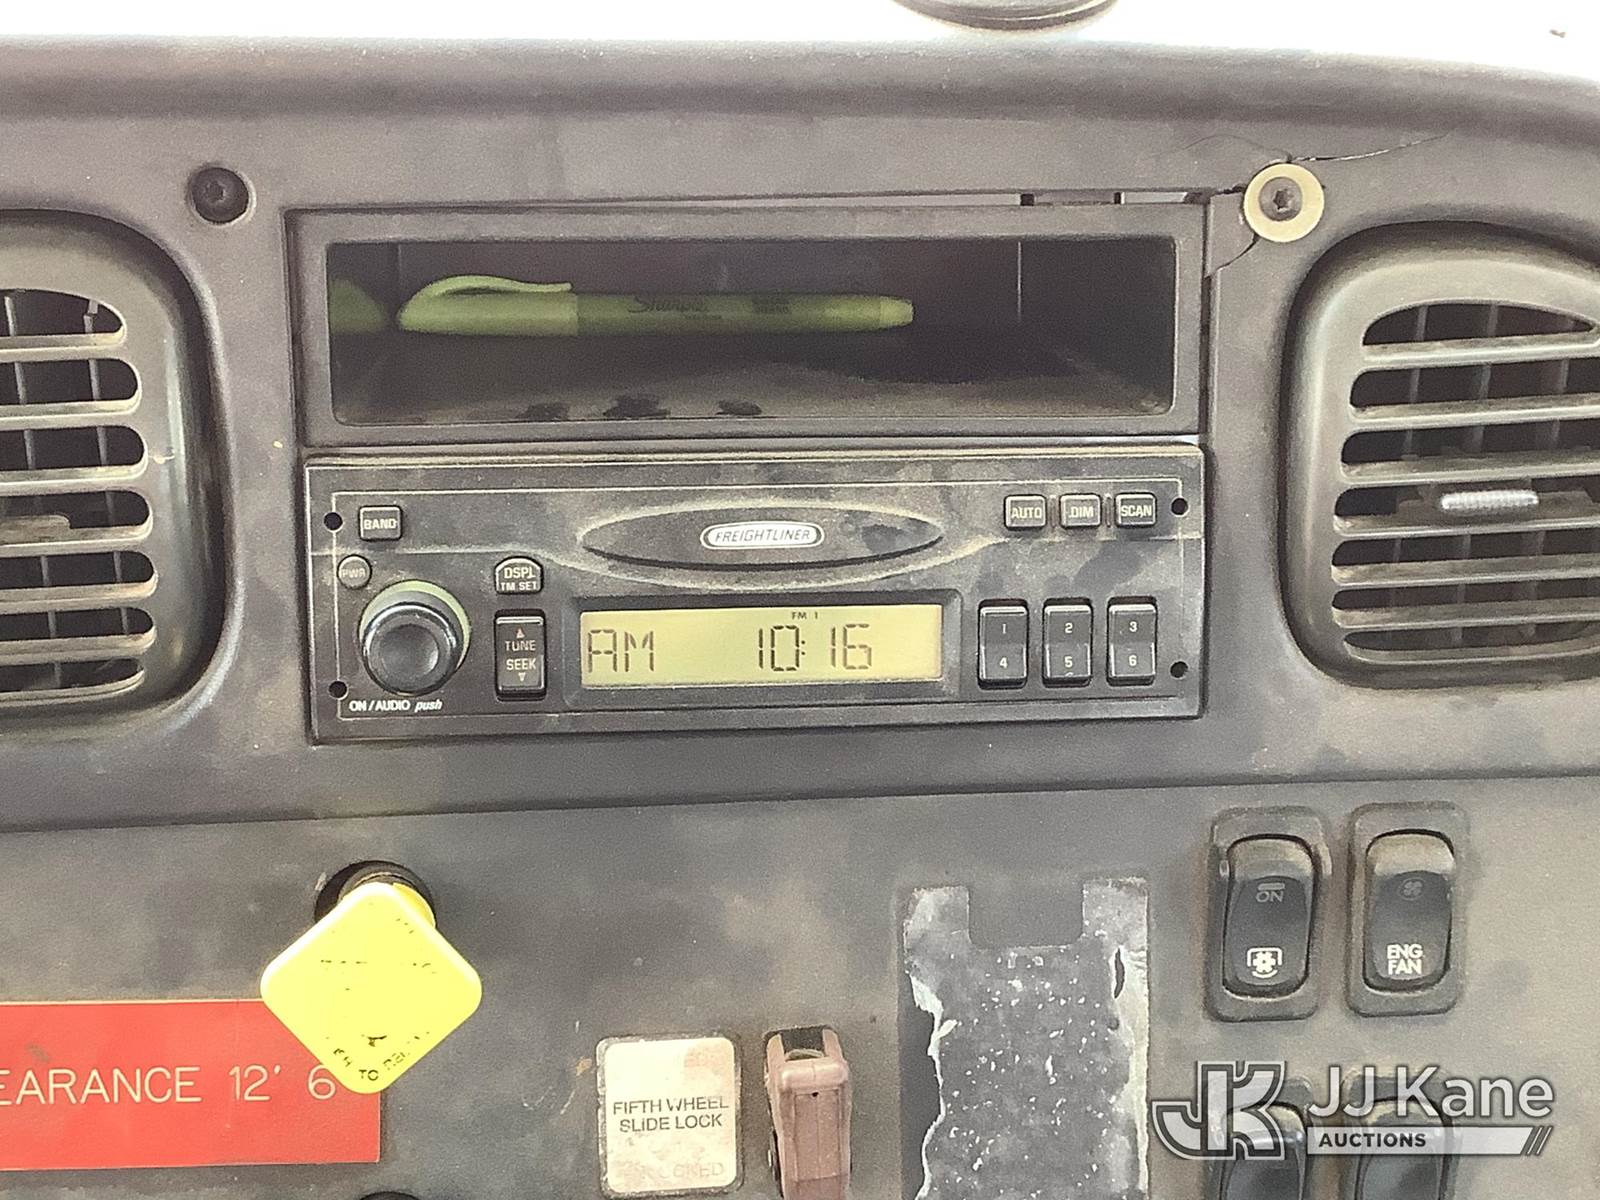 Sharpie
BAND
FREIGHTLINER
AUTO DIM SCAN
PWR
DSPL
TM SET
FM 1
AM 10:16
TUNE
SEEK
1 2 3
4 5 6
ON / AUDIO push
ON
ENG
FAN
EARANCE 12' 6
TO
FIFTH WHEEL
SLIDE LOCK
JK JJ Kane
AUCTIONS